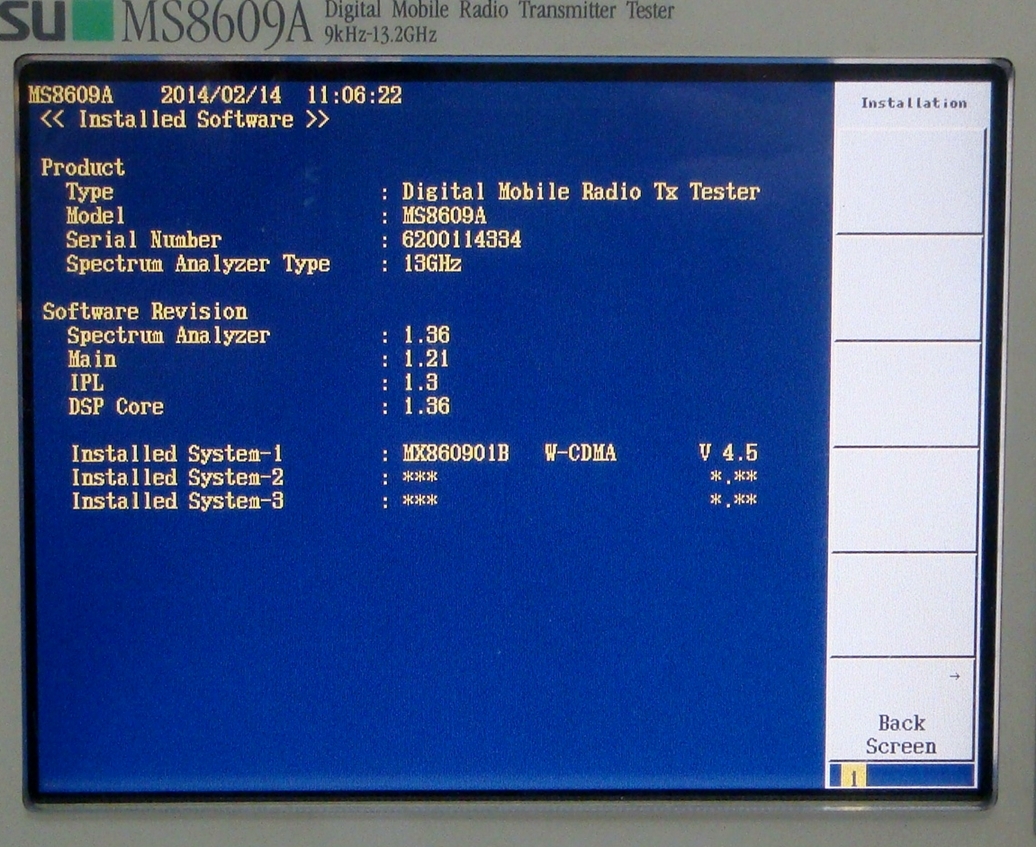 SU MS8609A Digital Mobile Radio Transmitter Tester
9kHz-13.2GHz
MS8609A 2014/02/14 11:06:22
<< Installed Software >>
Installation
Product
Type : Digital Mobile Radio Tx Tester
Model : MS8609A
Serial Number : 6200114334
Spectrum Analyzer Type : 13GHz
Software Revision
Spectrum Analyzer : 1.36
Main : 1.21
IPL : 1.3
DSP Core : 1.36
Installed System-1 : MX860901B W-CDMA V 4.5
Installed System-2 : *** *.**
Installed System-3 : *** *.**
→
Back
Screen
1